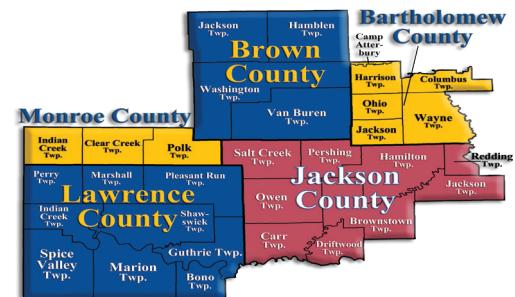 Bartholomew
County
Jackson
Twp.
Hamblen
Twp.
Brown
County
Camp
Atter-
bury
Harrison
Twp.
Columbus
Twp.
Washington
Twp.
Ohio
Twp.
Van Buren
Twp.
Wayne
Twp.
Jackson
Twp.
Monroe County
Indian
Creek
Twp.
Clear Creek
Twp.
Polk
Twp.
Salt Creek
Twp.
Pershing
Twp.
Hamilton
Twp.
Redding
Twp.
Jackson
County
Jackson
Twp.
Owen
Twp.
Brownstown
Twp.
Carr
Twp.
Driftwood
Twp.
Perry
Twp.
Marshall
Twp.
Pleasant Run
Twp.
Lawrence
County
Indian
Creek
Twp.
Shaw-
swick
Twp.
Guthrie Twp.
Spice
Valley
Twp.
Marion
Twp.
Bono
Twp.